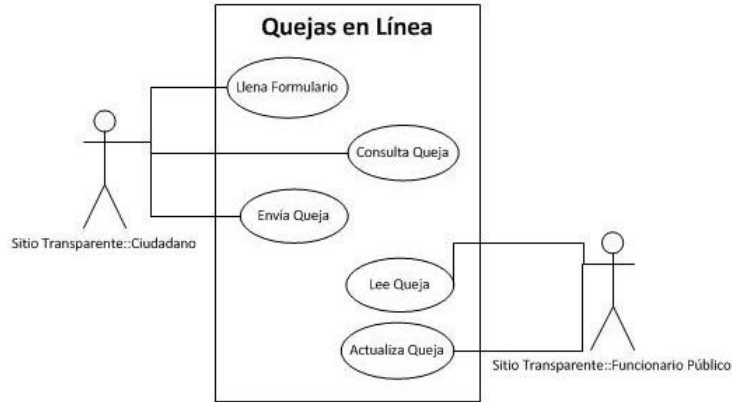 Quejas en Línea
Llena Formulario
Consulta Queja
Envía Queja
Sitio Transparente::Ciudadano
Lee Queja
Actualiza Queja
Sitio Transparente::Funcionario Público